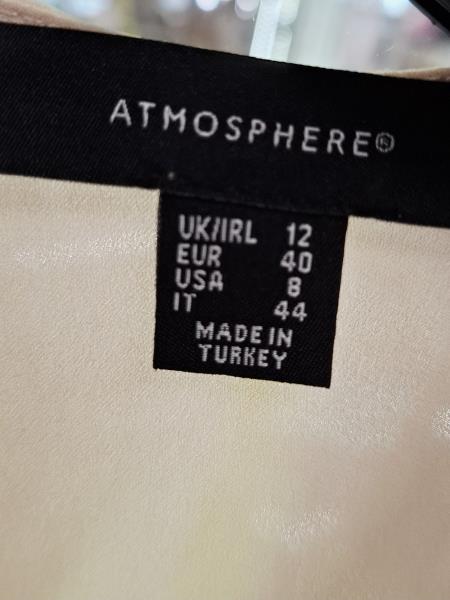 ATMOSPHERE®
UK/IRL 12
EUR 40
USA 8
IT 44
MADE IN
TURKEY